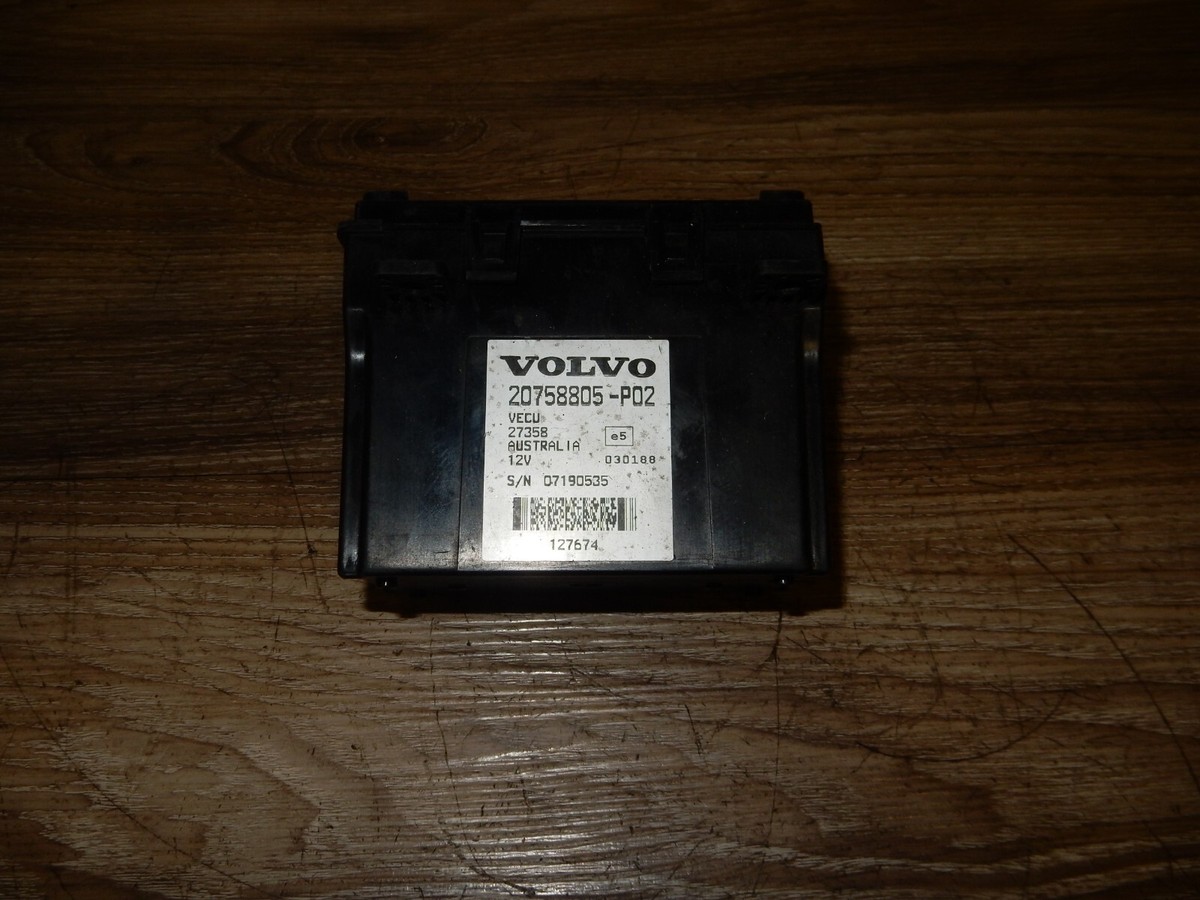 VOLVO
20758805-P02
VECU
27358
e5
AUSTRALIA
12V 030188
S/N 07190535
127674